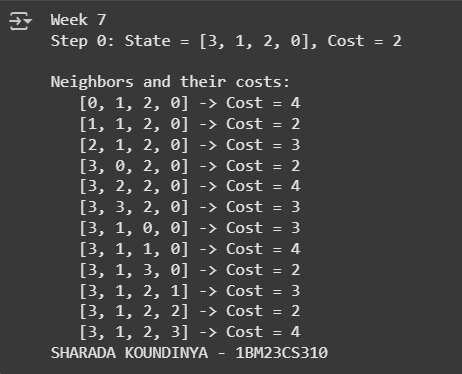 Week 7
Step 0: State = [3, 1, 2, 0], Cost = 2
Neighbors and their costs:
[0, 1, 2, 0] -> Cost = 4
[1, 1, 2, 0] -> Cost = 2
[2, 1, 2, 0] -> Cost = 3
[3, 0, 2, 0] -> Cost = 2
[3, 2, 2, 0] -> Cost = 4
[3, 3, 2, 0] -> Cost = 3
[3, 1, 0, 0] -> Cost = 3
[3, 1, 1, 0] -> Cost = 4
[3, 1, 3, 0] -> Cost = 2
[3, 1, 2, 1] -> Cost = 3
[3, 1, 2, 2] -> Cost = 2
[3, 1, 2, 3] -> Cost = 4
SHARADA KOUNDINYA - 1BM23CS310